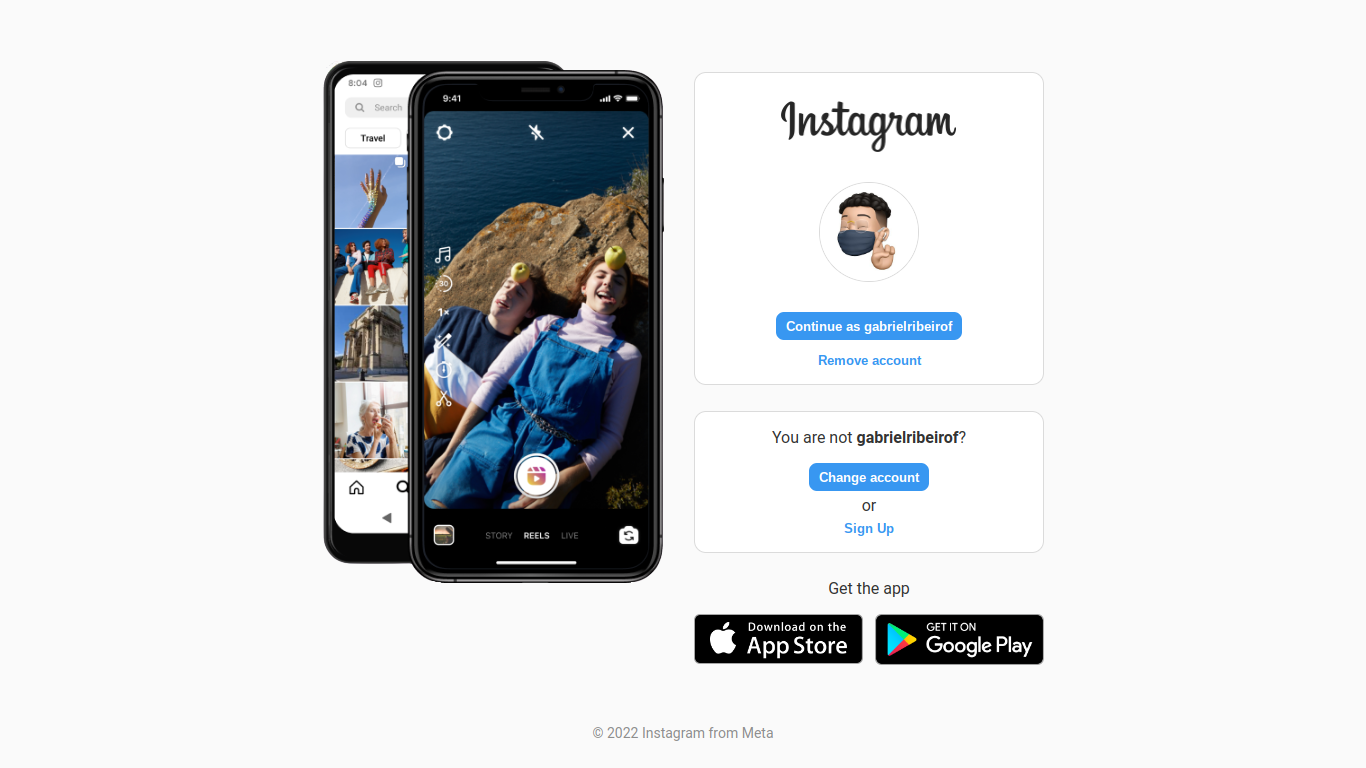 8:04
Search
Travel
9:41
30
1x
STORY REELS LIVE
Instagram
Continue as gabrielribeirof
Remove account
You are not gabrielribeirof?
Change account
or
Sign Up
Get the app
Download on the
App Store
GET IT ON
Google Play
© 2022 Instagram from Meta